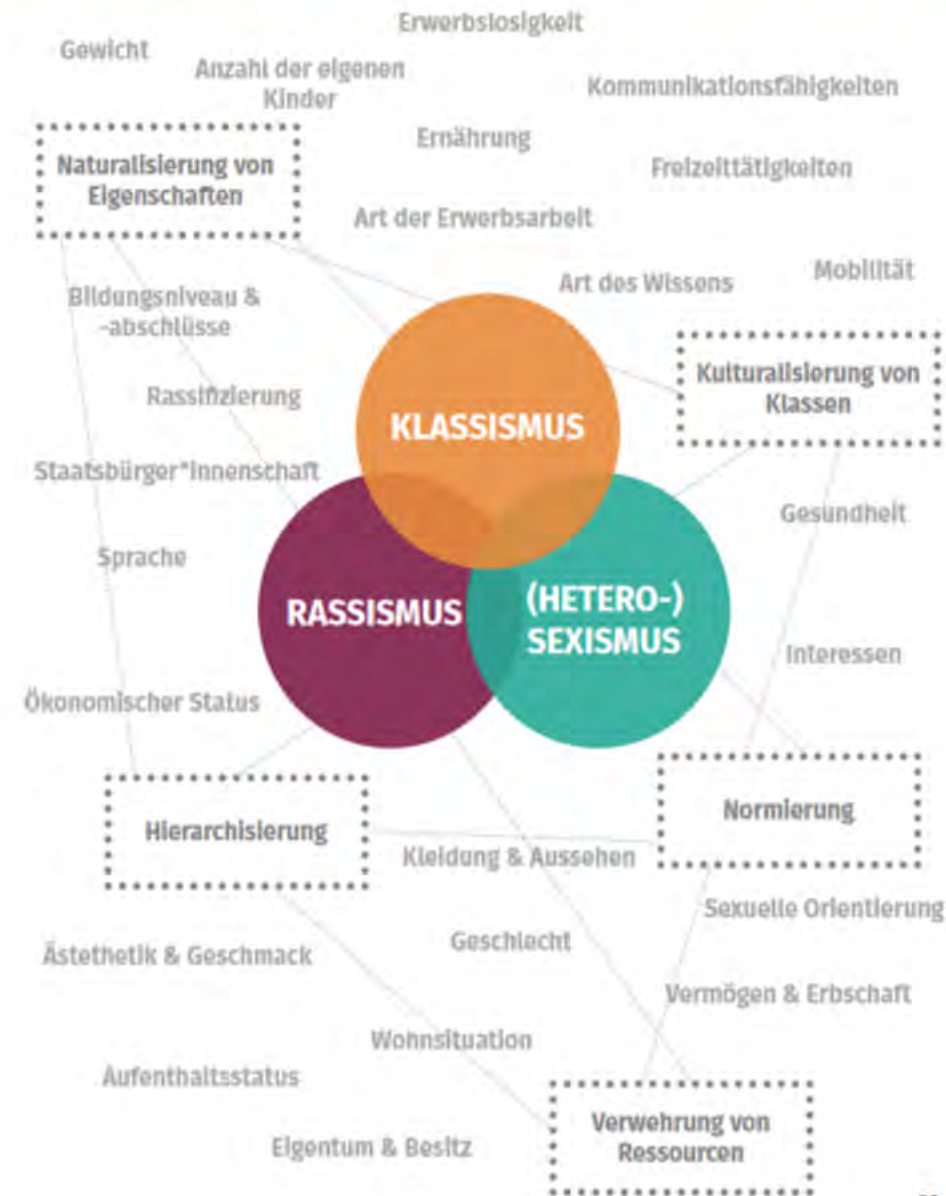 Erwerbslosigkeit
Gewicht
Anzahl der eigenen
Kinder
Kommunikationsfähigkeiten
Ernährung
Naturalisierung von
Eigenschaften
Freizeittätigkeiten
Art der Erwerbsarbeit
Mobilität
Art des Wissens
Bildungsniveau &
-abschlüsse
Kulturalisierung von
Klassen
Rassifizierung
KLASSISMUS
Staatsbürger*innenschaft
Gesundheit
Sprache
RASSISMUS
(HETERO-)
SEXISMUS
Interessen
Ökonomischer Status
Normierung
Hierarchisierung
Kleidung & Aussehen
Sexuelle Orientierung
Geschlecht
Ästethetik & Geschmack
Vermögen & Erbschaft
Wohnsituation
Aufenthaltsstatus
Verwehrung von
Ressourcen
Eigentum & Besitz